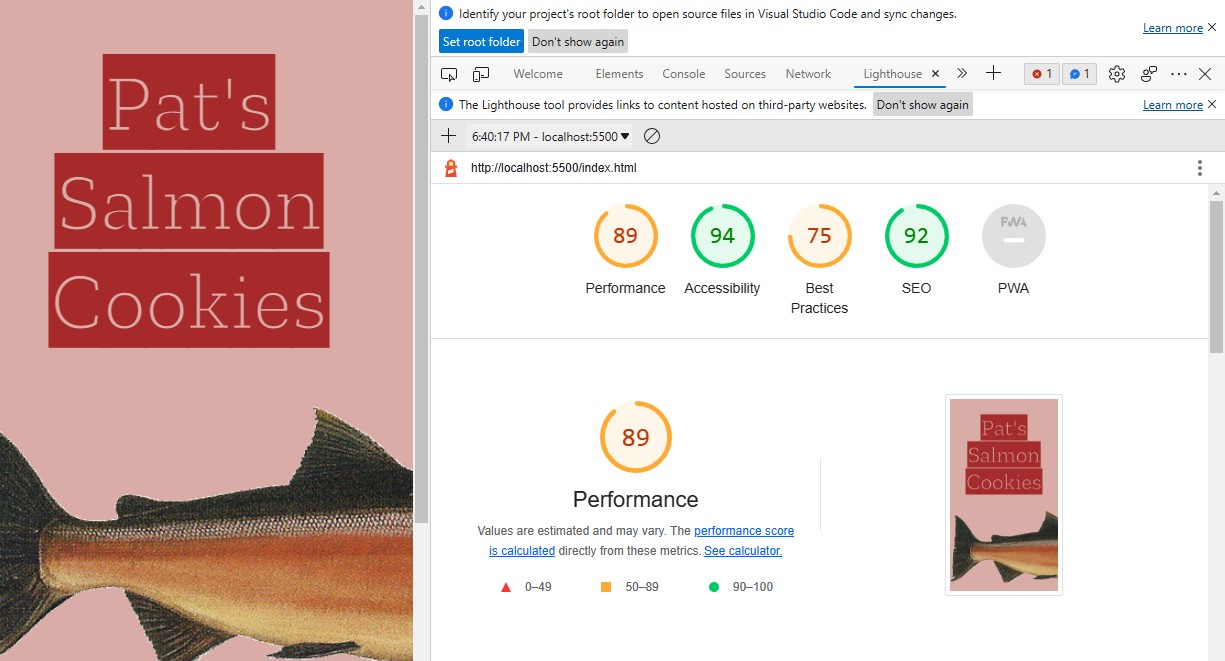 Pat's
Salmon
Cookies
Identify your project's root folder to open source files in Visual Studio Code and sync changes.
Learn more
Set root folder Don't show again
Welcome Elements Console Sources Network Lighthouse 1 1
The Lighthouse tool provides links to content hosted on third-party websites. Don't show again Learn more
6:40:17 PM - localhost:5500
http://localhost:5500/index.html
89 94 75 92 PWA
Performance Accessibility Best Practices SEO PWA
89
Performance
Values are estimated and may vary. The performance score
is calculated directly from these metrics. See calculator.
0–49 50–89 90–100
Pat's
Salmon
Cookies